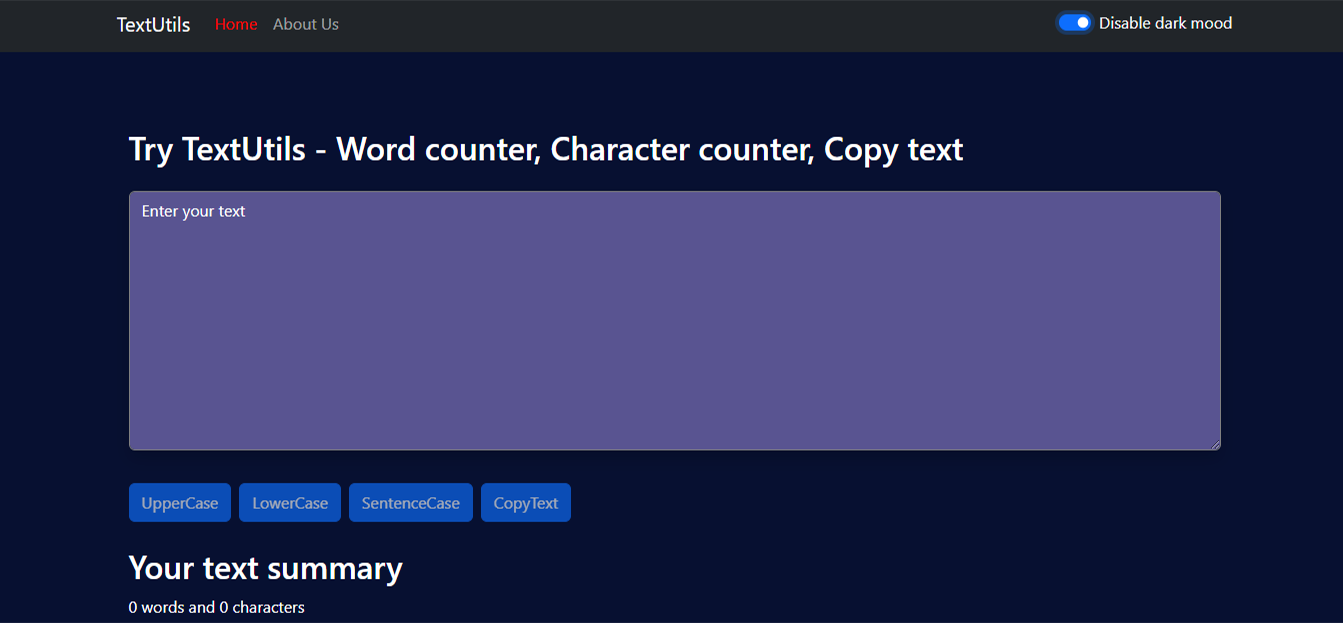 TextUtils Home About Us Disable dark mood
Try TextUtils - Word counter, Character counter, Copy text
Enter your text
UpperCase LowerCase SentenceCase CopyText
Your text summary
0 words and 0 characters